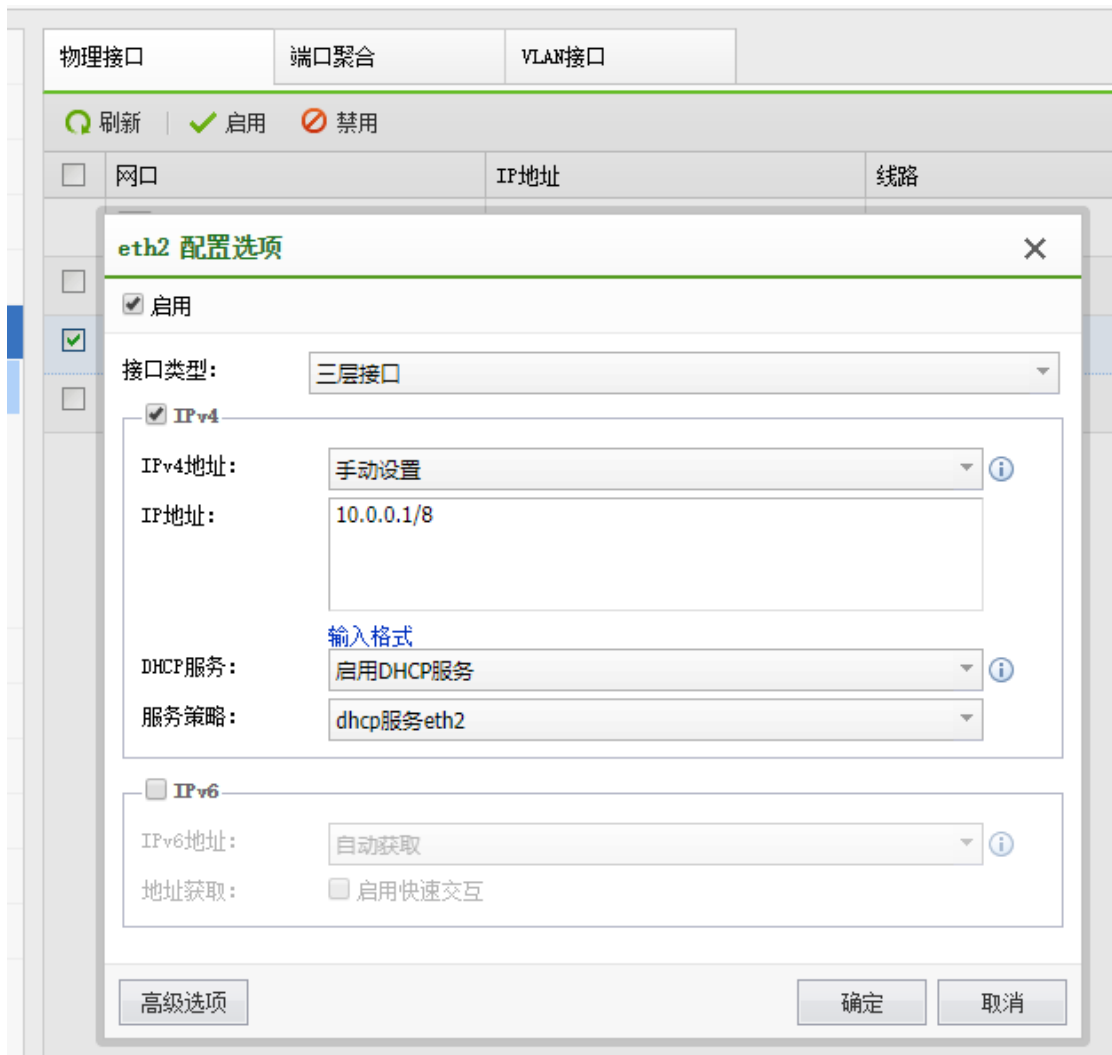 物理接口 端口聚合 VLAN接口
刷新 启用 禁用
网口 IP地址 线路
eth2 配置选项
启用
接口类型: 三层接口
IPv4
IPv4地址: 手动设置
IP地址: 10.0.0.1/8
输入格式
DHCP服务: 启用DHCP服务
服务策略: dhcp服务eth2
IPv6
IPv6地址: 自动获取
地址获取: 启用快速交互
高级选项 确定 取消